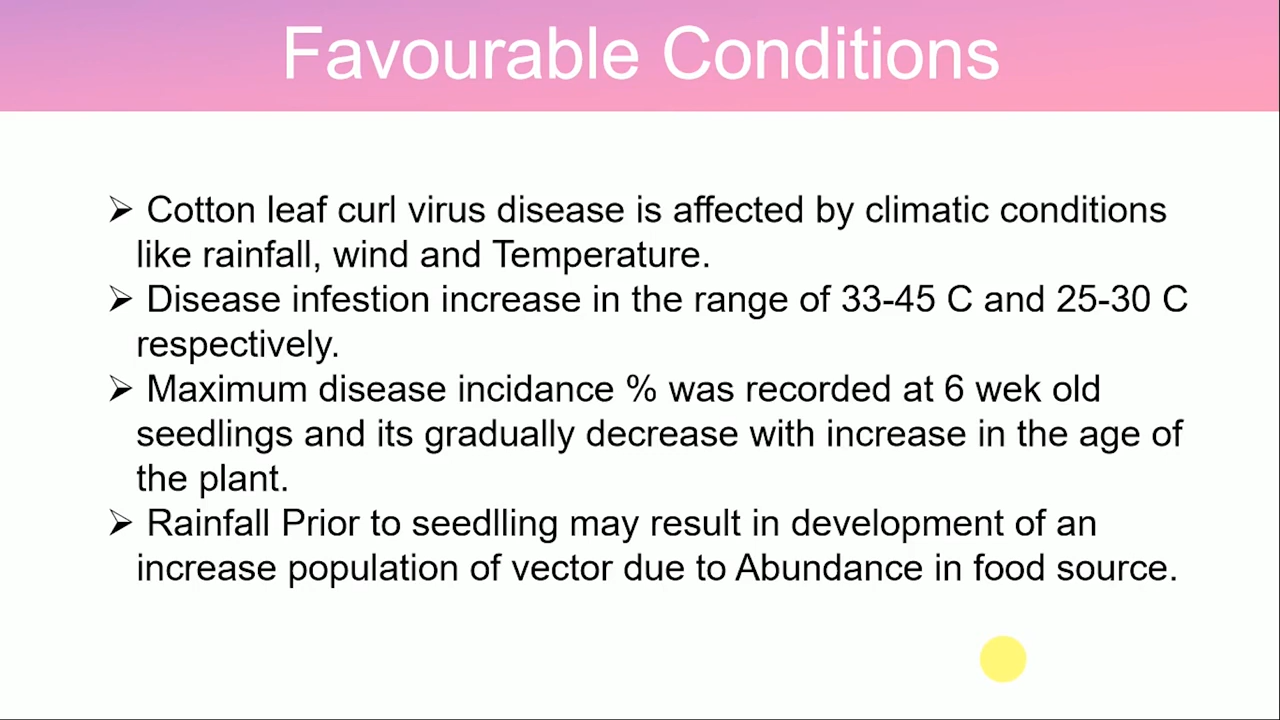 Favourable Conditions
➢ Cotton leaf curl virus disease is affected by climatic conditions
like rainfall, wind and Temperature.
➢ Disease infestion increase in the range of 33-45 C and 25-30 C
respectively.
➢ Maximum disease incidance % was recorded at 6 wek old
seedlings and its gradually decrease with increase in the age of
the plant.
➢ Rainfall Prior to seedlling may result in development of an
increase population of vector due to Abundance in food source.